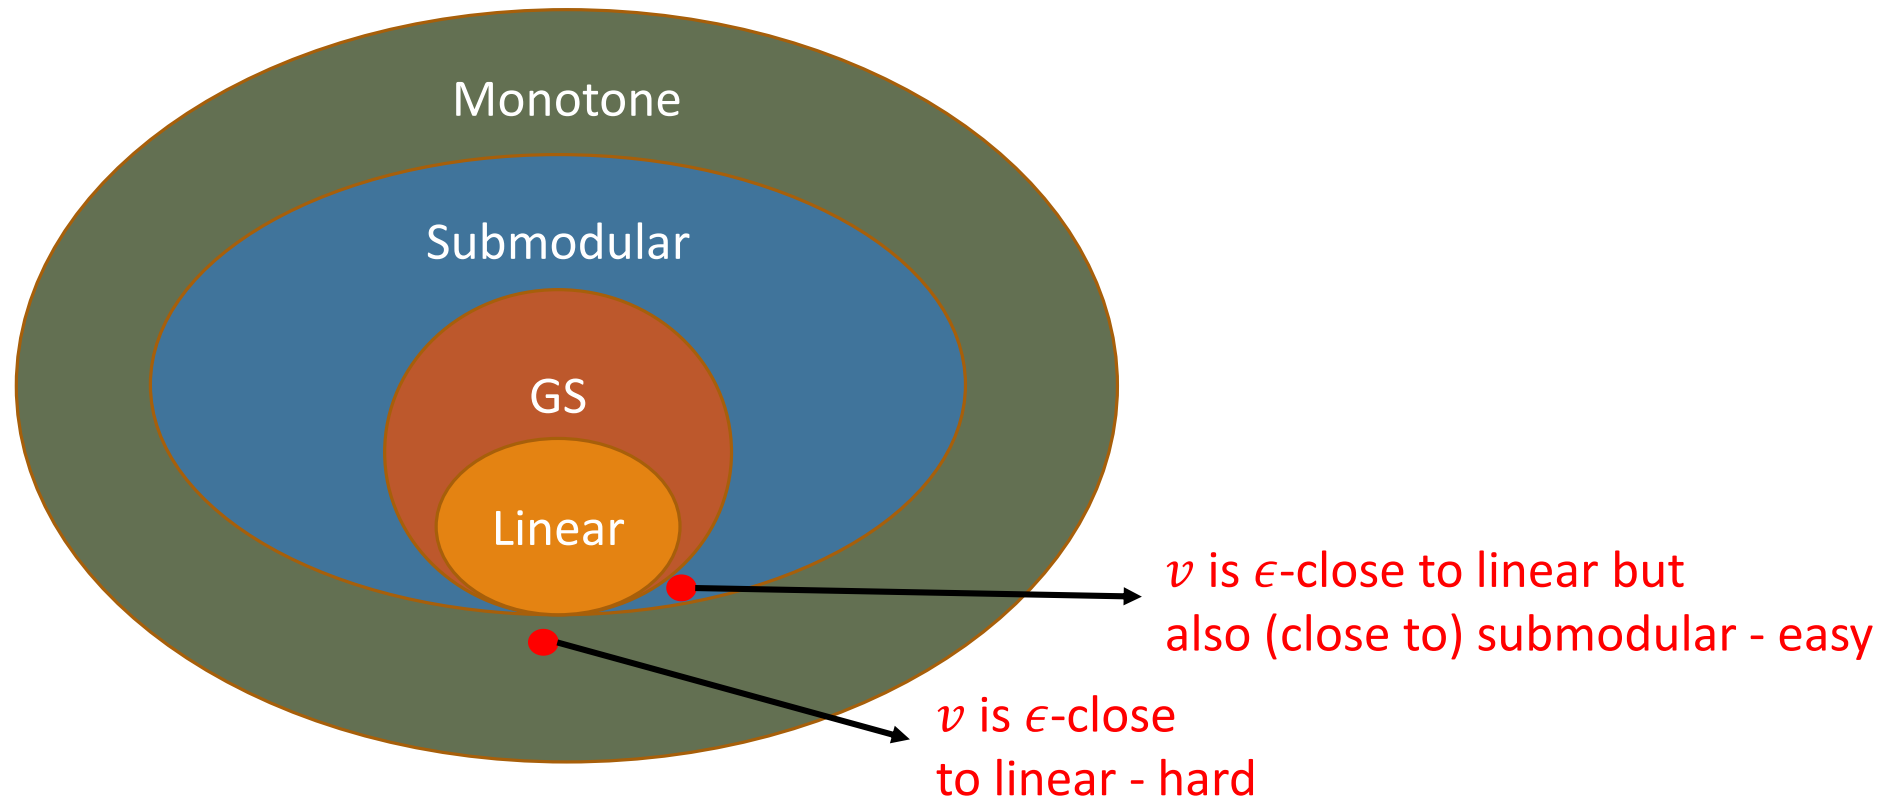 Monotone
Submodular
GS
Linear
𝑣 is 𝜖-close to linear but
also (close to) submodular - easy
𝑣 is 𝜖-close
to linear - hard